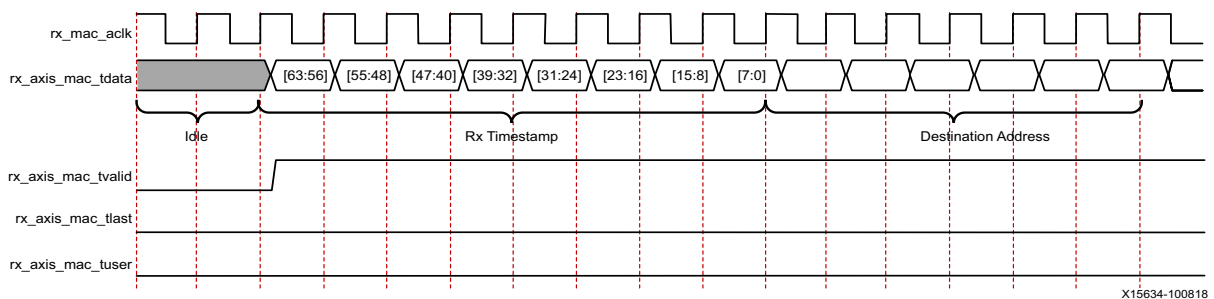 rx_mac_aclk
rx_axis_mac_tdata
[63:56] [55:48] [47:40] [39:32] [31:24] [23:16] [15:8] [7:0]
Idle Rx Timestamp Destination Address
rx_axis_mac_tvalid
rx_axis_mac_tlast
rx_axis_mac_tuser
X15634-100818